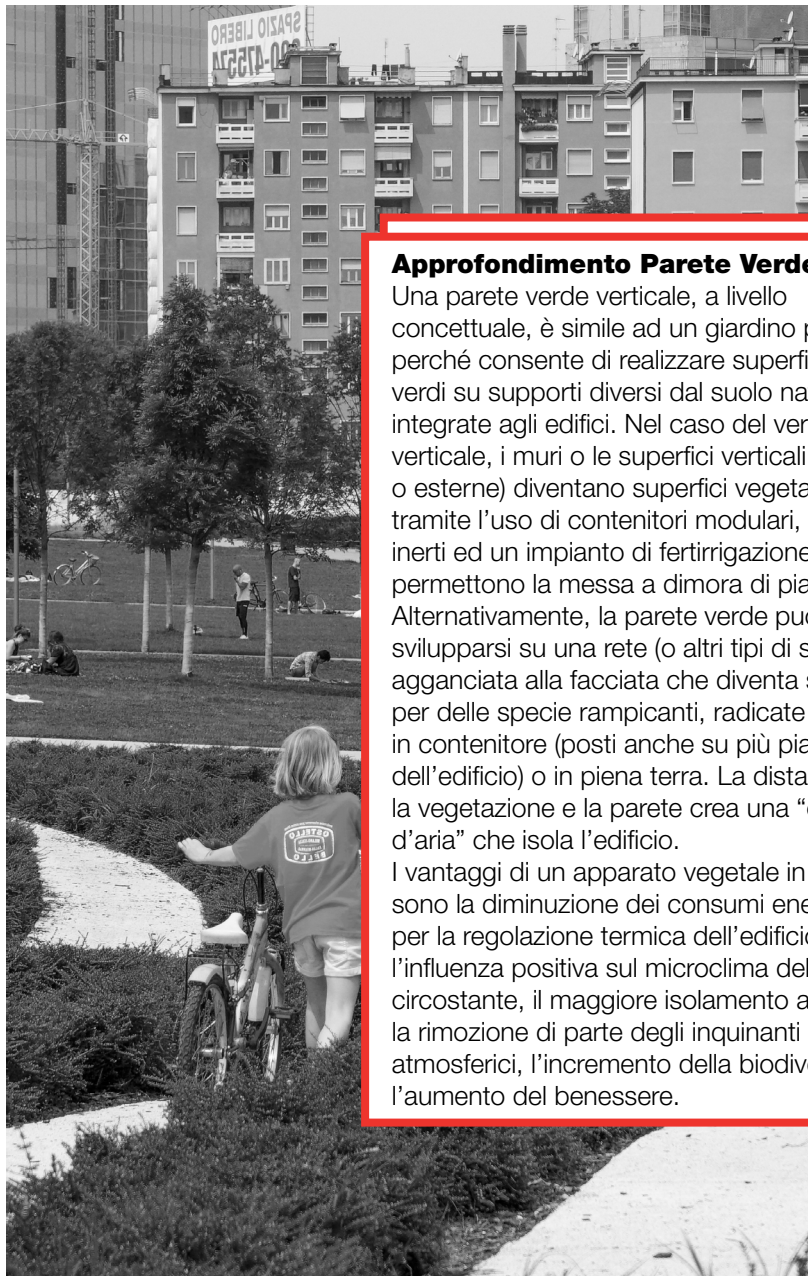 SPAZIO LIBERO
OSTELLO
BELLO
Approfondimento Parete Verde
Una parete verde verticale, a livello
concettuale, è simile ad un giardino p
perché consente di realizzare superfi
verdi su supporti diversi dal suolo na
integrate agli edifici. Nel caso del ver
verticale, i muri o le superfici verticali
o esterne) diventano superfici vegeta
tramite l’uso di contenitori modulari,
inerti ed un impianto di fertirrigazione
permettono la messa a dimora di pia
Alternativamente, la parete verde può
svilupparsi su una rete (o altri tipi di s
agganciata alla facciata che diventa s
per delle specie rampicanti, radicate
in contenitore (posti anche su più pia
dell’edificio) o in piena terra. La dista
la vegetazione e la parete crea una “
d’aria” che isola l’edificio.
I vantaggi di un apparato vegetale in
sono la diminuzione dei consumi ene
per la regolazione termica dell’edificio
l’influenza positiva sul microclima del
circostante, il maggiore isolamento a
la rimozione di parte degli inquinanti
atmosferici, l’incremento della biodive
l’aumento del benessere.